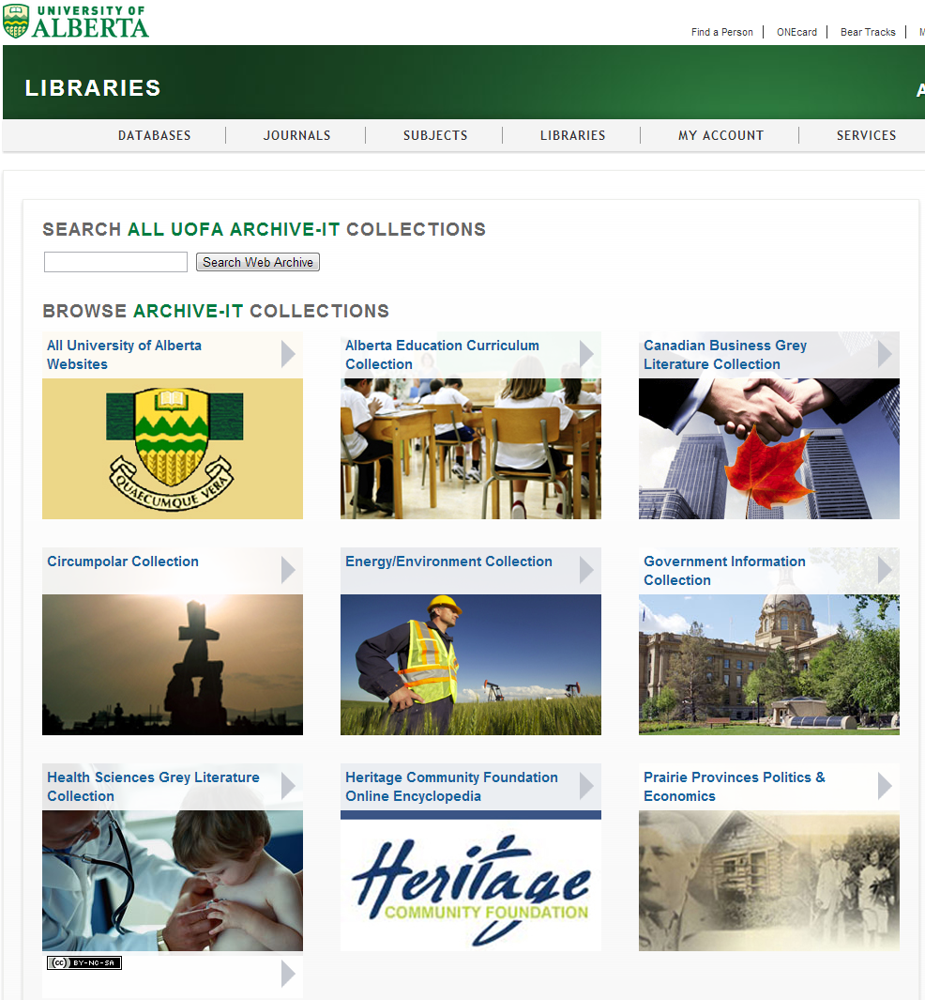 UNIVERSITY OF
ALBERTA
Find a Person
ONEcard
Bear Tracks
M
LIBRARIES
A
DATABASES
JOURNALS
SUBJECTS
LIBRARIES
MY ACCOUNT
SERVICES
SEARCH ALL UOFA ARCHIVE-IT COLLECTIONS
Search Web Archive
BROWSE ARCHIVE-IT COLLECTIONS
All University of Alberta
Websites
QUAECUMQUE VERA
Alberta Education Curriculum
Collection
Canadian Business Grey
Literature Collection
Circumpolar Collection
Energy/Environment Collection
Government Information
Collection
Health Sciences Grey Literature
Collection
Heritage Community Foundation
Online Encyclopedia
Heritage
COMMUNITY FOUNDATION
Prairie Provinces Politics &
Economics
(cc) BY-NC-SA